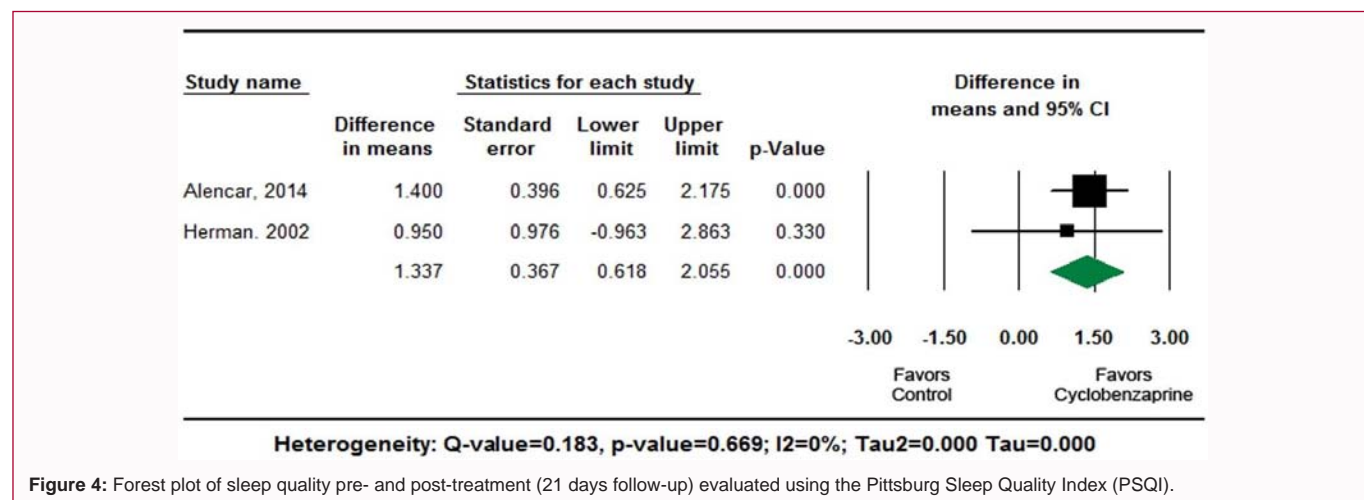 Study name Statistics for each study Difference in
means and 95% CI
Difference Standard Lower Upper
in means error limit limit p-Value
Alencar, 2014 1.400 0.396 0.625 2.175 0.000
Herman. 2002 0.950 0.976 -0.963 2.863 0.330
1.337 0.367 0.618 2.055 0.000
-3.00 -1.50 0.00 1.50 3.00
Favors Favors
Control Cyclobenzaprine
Heterogeneity: Q-value=0.183, p-value=0.669; I2=0%; Tau2=0.000 Tau=0.000
Figure 4: Forest plot of sleep quality pre- and post-treatment (21 days follow-up) evaluated using the Pittsburg Sleep Quality Index (PSQI).